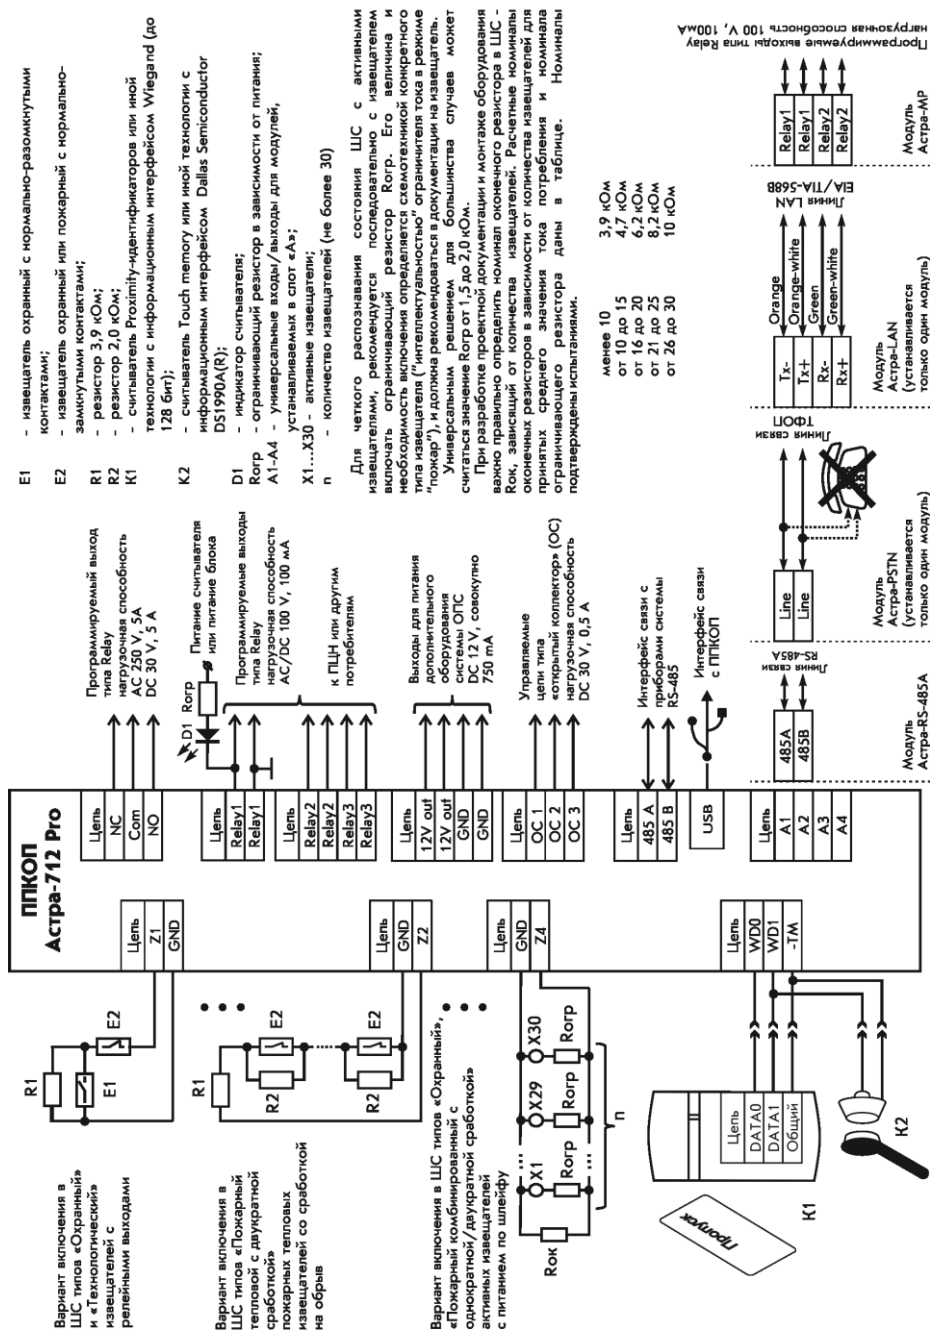 ППКОП
Астра-712 Pro
Вариант включения в
ШС типов «Охранный»
и «Технологический»
извещателей с
релейными выходами
R1
E1
E2
Цепь
Z1
GND
Вариант включения в
ШС типов «Пожарный
тепловой с двукратной
сработкой»
пожарных тепловых
извещателей со сработкой
на обрыв
R1
R2
E2
R2
E2
Цепь
GND
Z2
Вариант включения в ШС типов «Охранный»,
«Пожарный комбинированный с
однократной/двукратной сработкой»
активных извещателей
с питанием по шлейфу
Rок
X1
Rогр
X29
Rогр
X30
Rогр
n
Цепь
GND
Z4
Пропуск
K1
Цепь
DATA0
DATA1
Общий
K2
Цепь
WD0
WD1
-TM
Цепь
NC
Com
NO
Программируемый выход
типа Relay
нагрузочная способность
AC 250 V, 5A
DC 30 V, 5 A
Цепь
Relay1
Relay1
D1
Rогр
Питание считывателя
или питание блока
Цепь
Relay2
Relay2
Relay3
Relay3
Программируемые выходы
типа Relay
нагрузочная способность
AC/DC 100 V, 100 мА
к ПЦН или другим
потребителям
Цепь
12V out
12V out
GND
GND
Выходы для питания
дополнительного
оборудования
системы ОПС
DC 12V, совокупно
750 mA
Цепь
OC 1
OC 2
OC 3
Управляемые
цепи типа
«открытый коллектор» (ОС)
нагрузочная способность
DC 30 V, 0,5 А
Цепь
485 A
485 B
Интерфейс связи с
приборами системы
RS-485
USB
Интерфейс связи
с ППКОП
Цепь
A1
A2
A3
A4
485A
485B
Линия связи
RS-485A
Модуль
Астра-RS-485A
Line
Line
Линия связи
ТФОП
Модуль
Астра-PSTN
(устанавливается
только один модуль)
Tx-
Tx+
Rx-
Rx+
Orange
Orange-white
Green
Green-white
Линия LAN
EIA/TIA-568B
Модуль
Астра-LAN
(устанавливается
только один модуль)
Relay1
Relay1
Relay2
Relay2
Программируемые выходы типа Relay
нагрузочная способность 100 V, 100мА
Модуль
Астра-МР
E1 - извещатель охранный с нормально-разомкнутыми
контактами;
E2 - извещатель охранный или пожарный с нормально-
замкнутыми контактами;
R1 - резистор 3,9 кОм;
R2 - резистор 2,0 кОм;
K1 - считыватель Proximity-идентификаторов или иной
технологии с информационным интерфейсом Wiegand (до
128 бит);
K2 - считыватель Touch memory или иной технологии с
информационным интерфейсом Dallas Semiconductor
DS1990A(R);
D1 - индикатор считывателя;
Rогр - ограничивающий резистор в зависимости от питания;
A1-A4 - универсальные входы/выходы для модулей,
устанавливаемых в слот «А»;
X1...X30 - активные извещатели;
n - количество извещателей (не более 30)
Для четкого распознавания состояния ШС с активными
извещателями, рекомендуется последовательно с извещателем
включать ограничивающий резистор Rогр. Его величина и
необходимость включения определяется схемотехникой конкретного
типа извещателя ("интеллектуальностью" ограничителя тока в режиме
"пожар"), и должна рекомендоваться в документации на извещатель.
Универсальным решением для большинства случаев может
считаться значение Rогр от 1,5 до 2,0 кОм.
При разработке проектной документации и монтаже оборудования
важно правильно определить номинал оконечного резистора в ШС -
Rок, зависящий от количества извещателей. Расчетные номиналы
оконечных резисторов в зависимости от количества извещателей для
принятых среднего значения тока потребления и номинала
ограничивающего резистора даны в таблице. Номиналы
подтверждены испытаниями.
менее 10 3,9 кОм
от 10 до 15 4,7 кОм
от 16 до 20 6,2 кОм
от 21 до 25 8,2 кОм
от 26 до 30 10 кОм